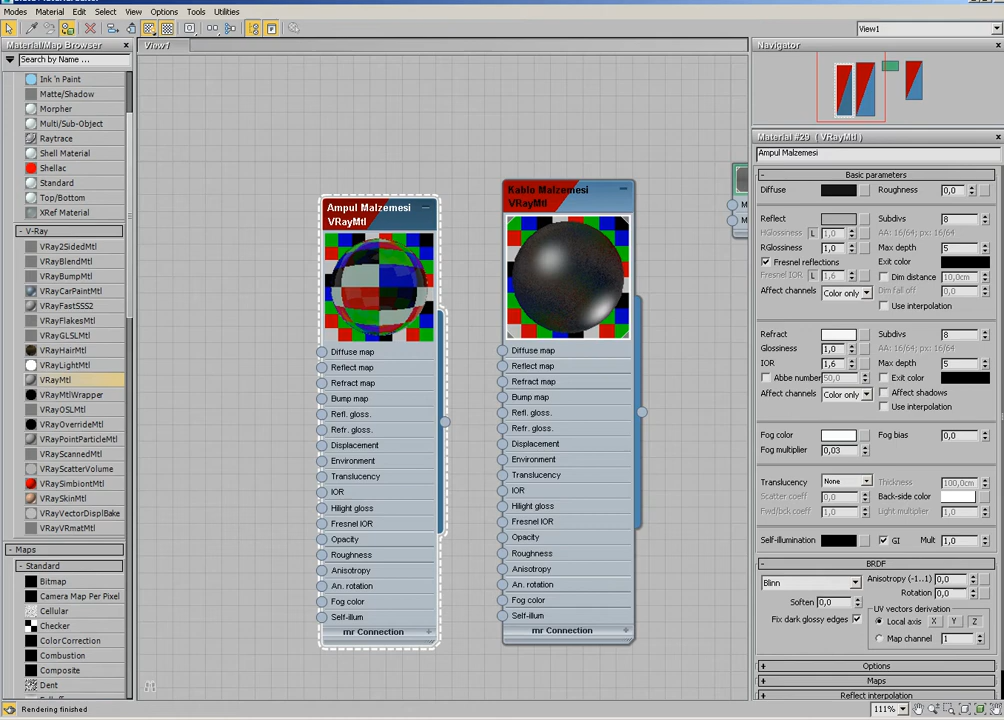 Modes Material Edit Select View Options Tools Utilities
View1
Material/Map Browser
Search by Name ...
Ink 'n Paint
Matte/Shadow
Morpher
Multi/Sub-Object
Raytrace
Shell Material
Shellac
Standard
Top/Bottom
XRef Material
- V-Ray
VRay2SidedMtl
VRayBlendMtl
VRayBumpMtl
VRayCarPaintMtl
VRayFastSSS2
VRayFlakesMtl
VRayGLSLMtl
VRayHairMtl
VRayLightMtl
VRayMtl
VRayMtlWrapper
VRayOSLMtl
VRayOverrideMtl
VRayPointParticleMtl
VRayScannedMtl
VRayScatterVolume
VRaySimbiontMtl
VRaySkinMtl
VRayVectorDisplBake
VRayVRmatMtl
- Maps
- Standard
Bitmap
Camera Map Per Pixel
Cellular
Checker
ColorCorrection
Combustion
Composite
Dent
Rendering finished
View1
Ampul Malzemesi
VRayMtl
Diffuse map
Reflect map
Refract map
Bump map
Refl. gloss.
Refr. gloss.
Displacement
Environment
Translucency
IOR
Hilight gloss
Fresnel IOR
Opacity
Roughness
Anisotropy
An. rotation
Fog color
Self-illum
mr Connection +
Kablo Malzemesi
VRayMtl
Diffuse map
Reflect map
Refract map
Bump map
Refl. gloss.
Refr. gloss.
Displacement
Environment
Translucency
IOR
Hilight gloss
Fresnel IOR
Opacity
Roughness
Anisotropy
An. rotation
Fog color
Self-illum
mr Connection +
M
M
Navigator
Material #29 ( VRayMtl )
Ampul Malzemesi
- Basic parameters
Diffuse Roughness 0,0
Reflect Subdivs 8
HGlossiness L 1,0 AA: 16/64; px: 16/64
RGlossiness 1,0 Max depth 5
Fresnel reflections Exit color
Fresnel IOR L 1,6 Dim distance 10,0cm
Affect channels Color only Dim fall off 0,0
Use interpolation
Refract Subdivs 8
Glossiness 1,0 AA: 16/64; px: 16/64
IOR 1,6 Max depth 5
Abbe number 50,0 Exit color
Affect channels Color only Affect shadows
Use interpolation
Fog color Fog bias 0,0
Fog multiplier 0,03
Translucency None Thickness 100,0cm
Scatter coeff 0,0 Back-side color
Fwd/bck coeff 1,0 Light multiplier 1,0
Self-illumination GI Mult 1,0
- BRDF
Blinn Anisotropy (-1..1) 0,0
Rotation 0,0
Soften 0,0 UV vectors derivation
Fix dark glossy edges Local axis X Y Z
Map channel 1
+ Options
+ Maps
+ Reflect interpolation
111%